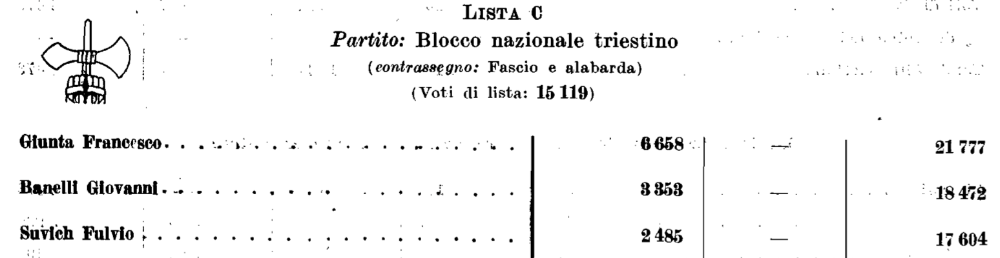 LISTA C
Partito: Blocco nazionale triestino
(contrassegno: Fascio e alabarda)
(Voti di lista: 15 119)
Giunta Francesco . . . . . . . . . . . . . . . . . . . . 6 658 — 21 777
Banelli Giovanni . . . . . . . . . . . . . . . . . . . . 3 353 — 18 472
Suvich Fulvio . . . . . . . . . . . . . . . . . . . . 2 485 — 17 604